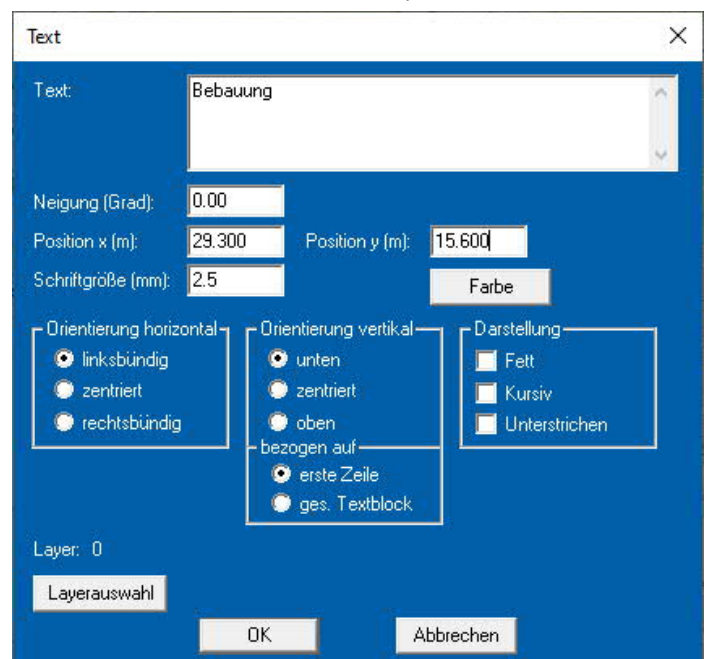 Text
Text: Bebauung
Neigung (Grad): 0.00
Position x (m): 29.300 Position y (m): 15.600
Schriftgröße (mm): 2.5 Farbe
Orientierung horizontal Orientierung vertikal Darstellung
linksbündig unten Fett
zentriert zentriert Kursiv
rechtsbündig oben Unterstrichen
bezogen auf
erste Zeile
ges. Textblock
Layer: 0
Layerauswahl
OK Abbrechen